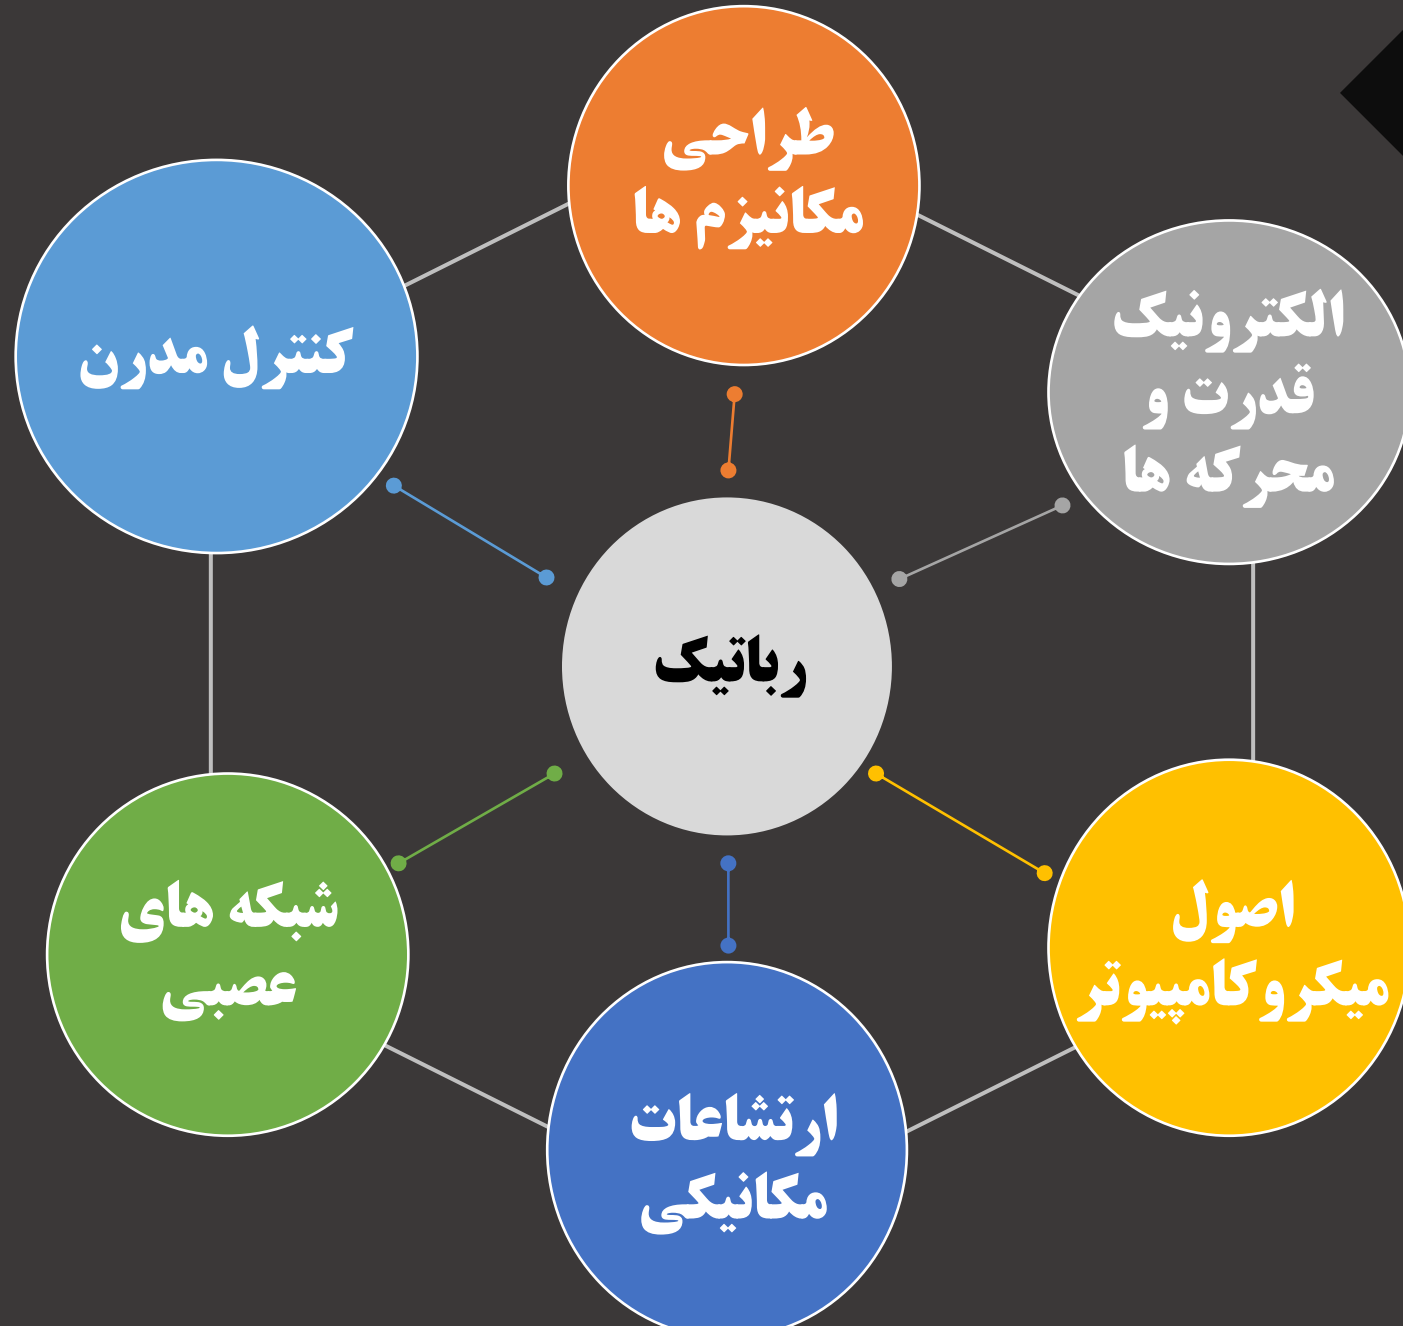 طراحی
مکانیزم ها
الکترونیک
قدرت و
محرکه ها
کنترل مدرن
رباتیک
اصول
میکروکامپیوتر
شبکه های
عصبی
ارتشاعات
مکانیکی